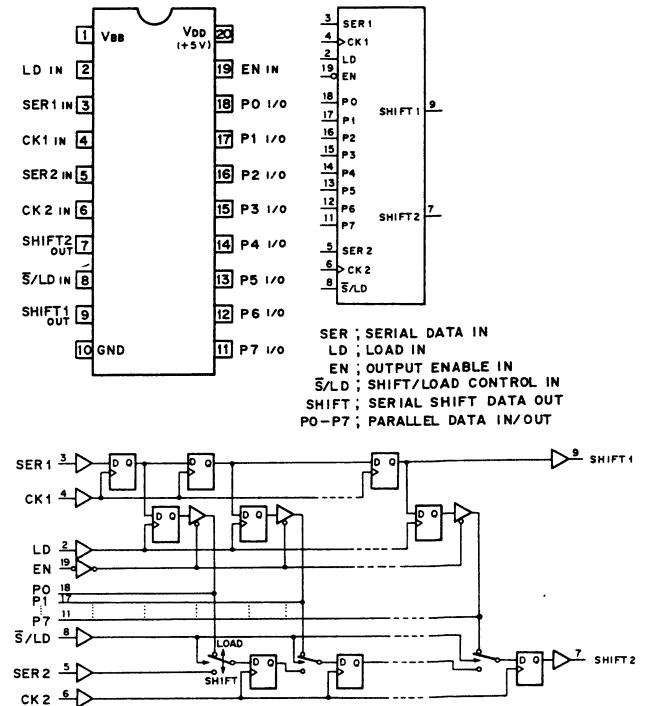 1 VBB VDD (+5V) 20
LD IN 2 19 EN IN
SER1 IN 3 18 P0 I/O
CK1 IN 4 17 P1 I/O
SER2 IN 5 16 P2 I/O
CK2 IN 6 15 P3 I/O
SHIFT2 OUT 7 14 P4 I/O
S̅/LD IN 8 13 P5 I/O
SHIFT1 OUT 9 12 P6 I/O
10 GND 11 P7 I/O
3 SER1
4 CK1
2 LD
19 EN
18 P0
SHIFT1 9
17 P1
16 P2
15 P3
14 P4
13 P5
12 P6
SHIFT2 7
11 P7
5 SER2
6 CK2
8 S̅/LD
SER ; SERIAL DATA IN
LD ; LOAD IN
EN ; OUTPUT ENABLE IN
S̅/LD ; SHIFT/LOAD CONTROL IN
SHIFT ; SERIAL SHIFT DATA OUT
P0-P7 ; PARALLEL DATA IN/OUT
SER1 3 D Q D Q D Q 9 SHIFT1
CK1 4
D Q D Q D Q
LD 2
EN 19
P0 18
P1 17
P7 11
S̅/LD 8
LOAD
D Q D Q D Q 7 SHIFT2
SER2 5
SHIFT
CK2 6